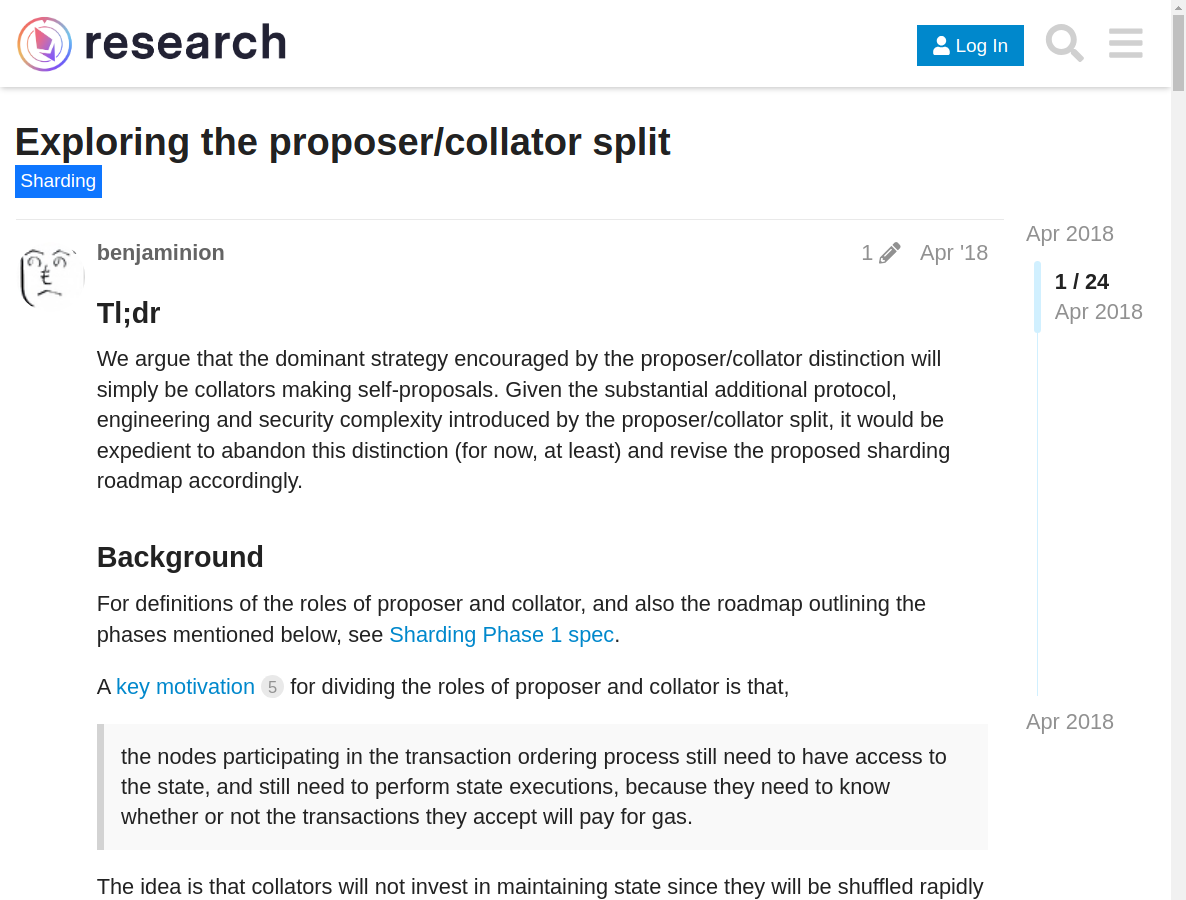 research
Log In
Exploring the proposer/collator split
Sharding
benjaminion
1
Apr '18
Apr 2018
1 / 24
Apr 2018
Tl;dr
We argue that the dominant strategy encouraged by the proposer/collator distinction will
simply be collators making self-proposals. Given the substantial additional protocol,
engineering and security complexity introduced by the proposer/collator split, it would be
expedient to abandon this distinction (for now, at least) and revise the proposed sharding
roadmap accordingly.
Background
For definitions of the roles of proposer and collator, and also the roadmap outlining the
phases mentioned below, see Sharding Phase 1 spec.
A key motivation 5 for dividing the roles of proposer and collator is that,
Apr 2018
the nodes participating in the transaction ordering process still need to have access to
the state, and still need to perform state executions, because they need to know
whether or not the transactions they accept will pay for gas.
The idea is that collators will not invest in maintaining state since they will be shuffled rapidly